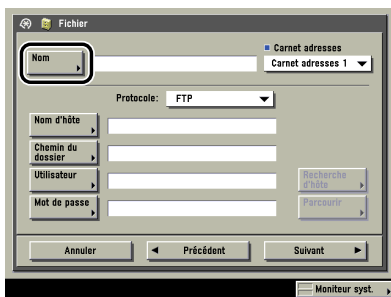 Fichier
Carnet adresses
Nom
Carnet adresses 1
Protocole: FTP
Nom d'hôte
Chemin du
dossier
Utilisateur
Recherche
d'hôte
Mot de passe
Parcourir
Annuler
Précédent
Suivant
Moniteur syst.